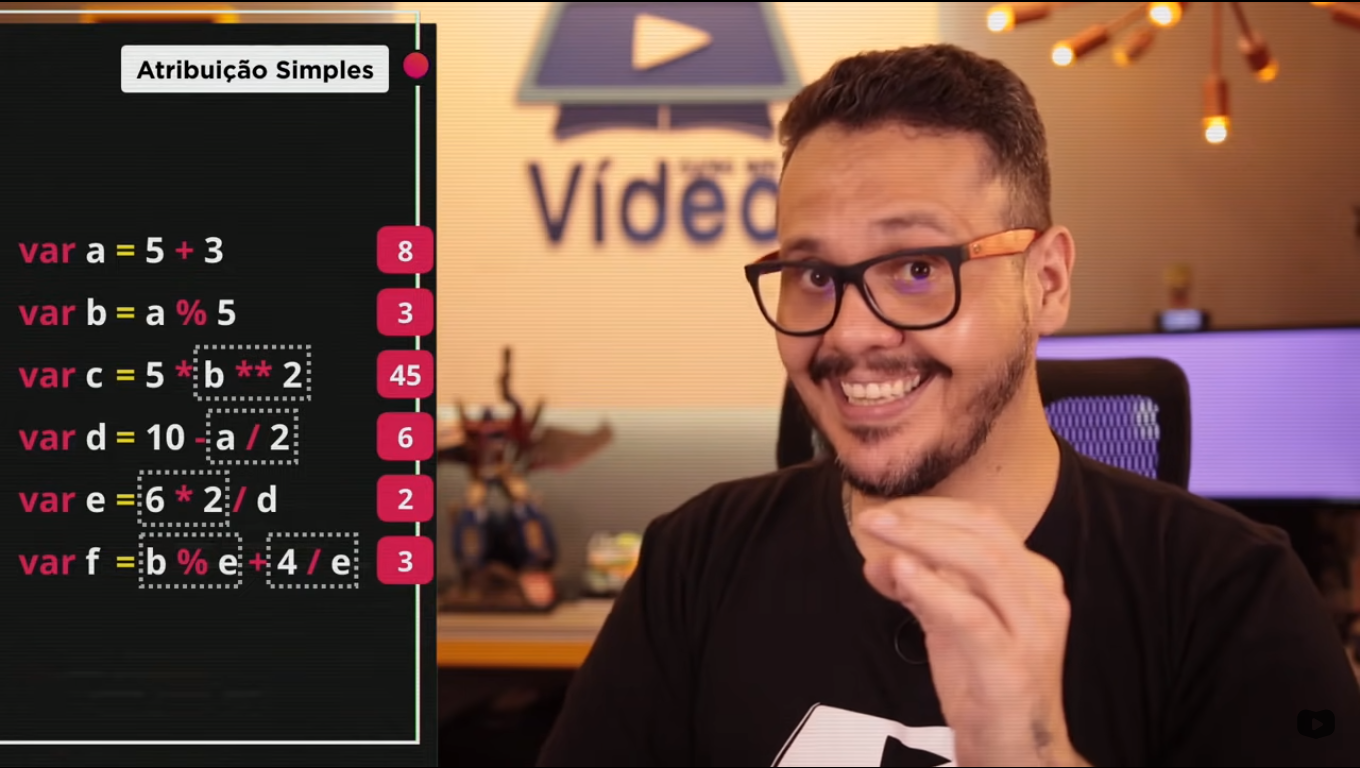 Atribuição Simples
Vídeo
var a = 5 + 3 8
var b = a % 5 3
var c = 5 * b ** 2 45
var d = 10 - a / 2 6
var e = 6 * 2 / d 2
var f = b % e + 4 / e 3